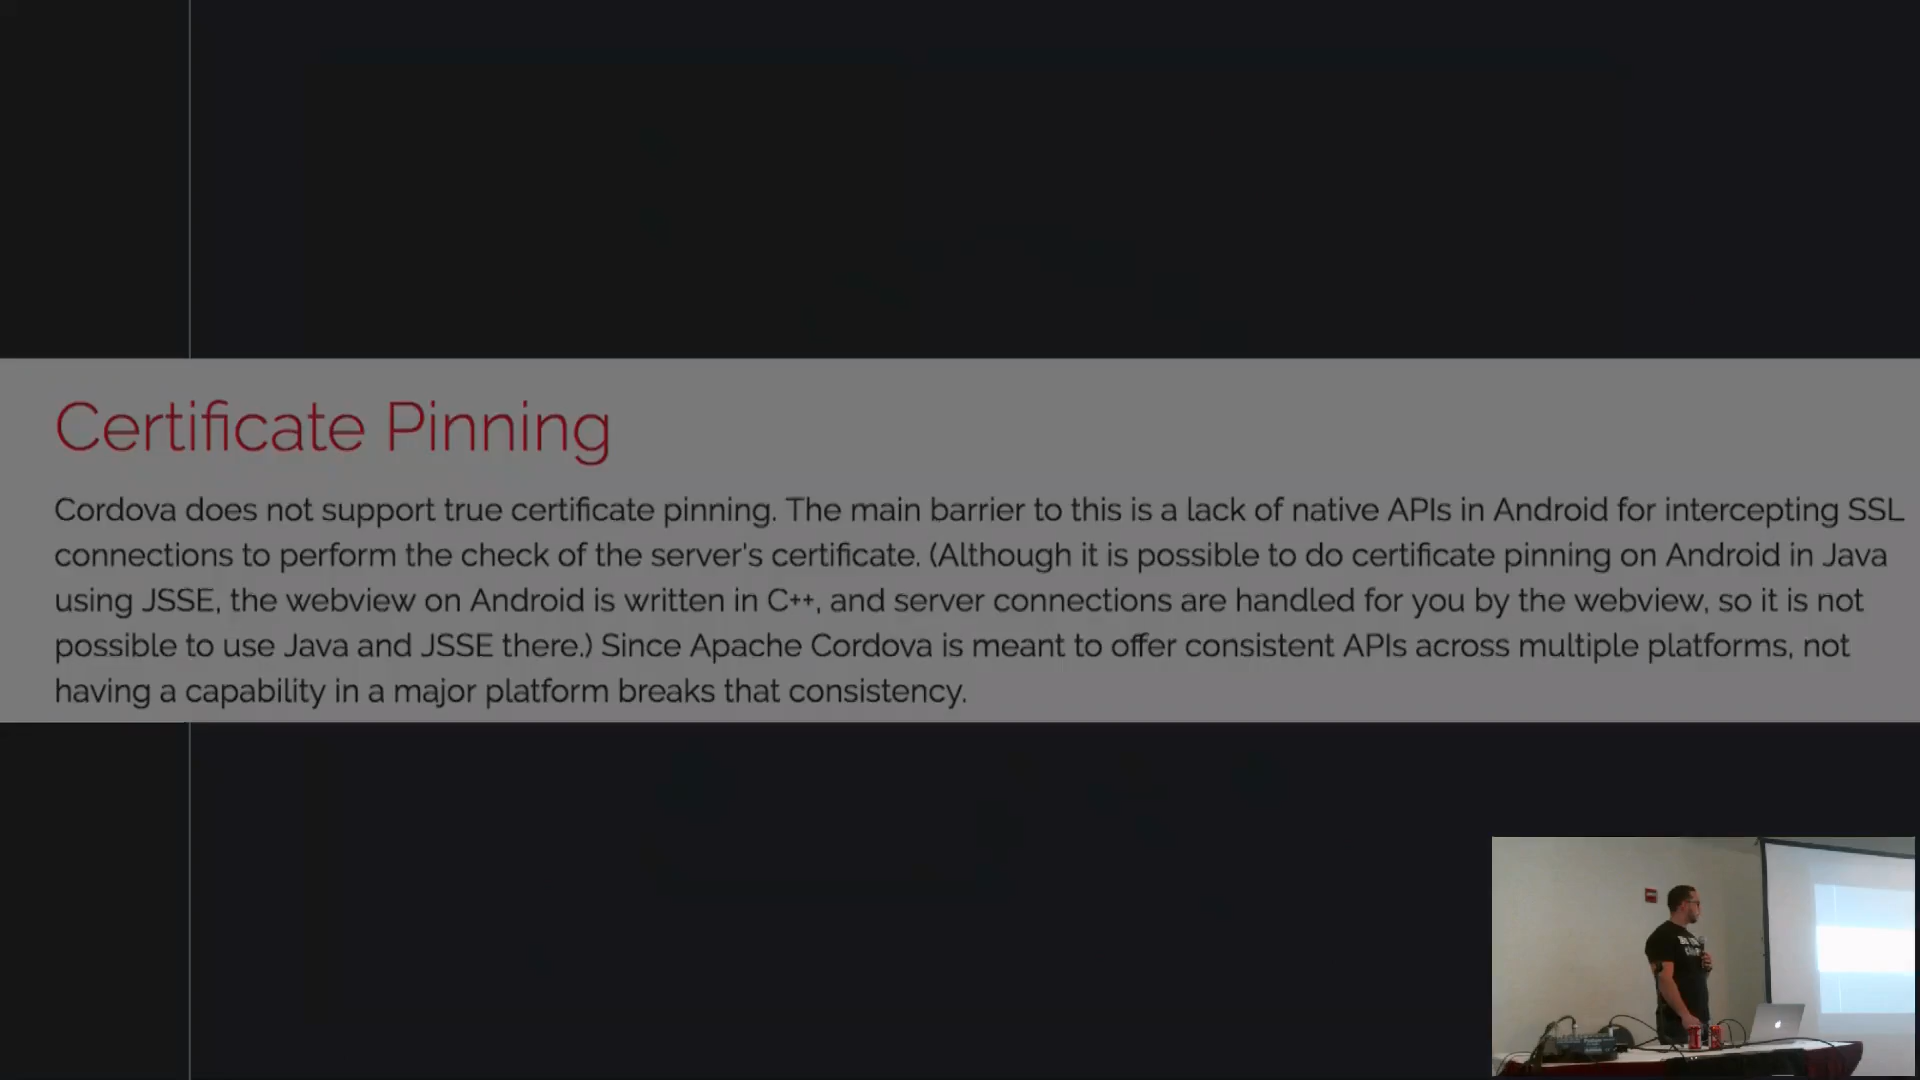 Certificate Pinning
Cordova does not support true certificate pinning. The main barrier to this is a lack of native APIs in Android for intercepting SSL
connections to perform the check of the server's certificate. (Although it is possible to do certificate pinning on Android in Java
using JSSE, the webview on Android is written in C++, and server connections are handled for you by the webview, so it is not
possible to use Java and JSSE there.) Since Apache Cordova is meant to offer consistent APIs across multiple platforms, not
having a capability in a major platform breaks that consistency.